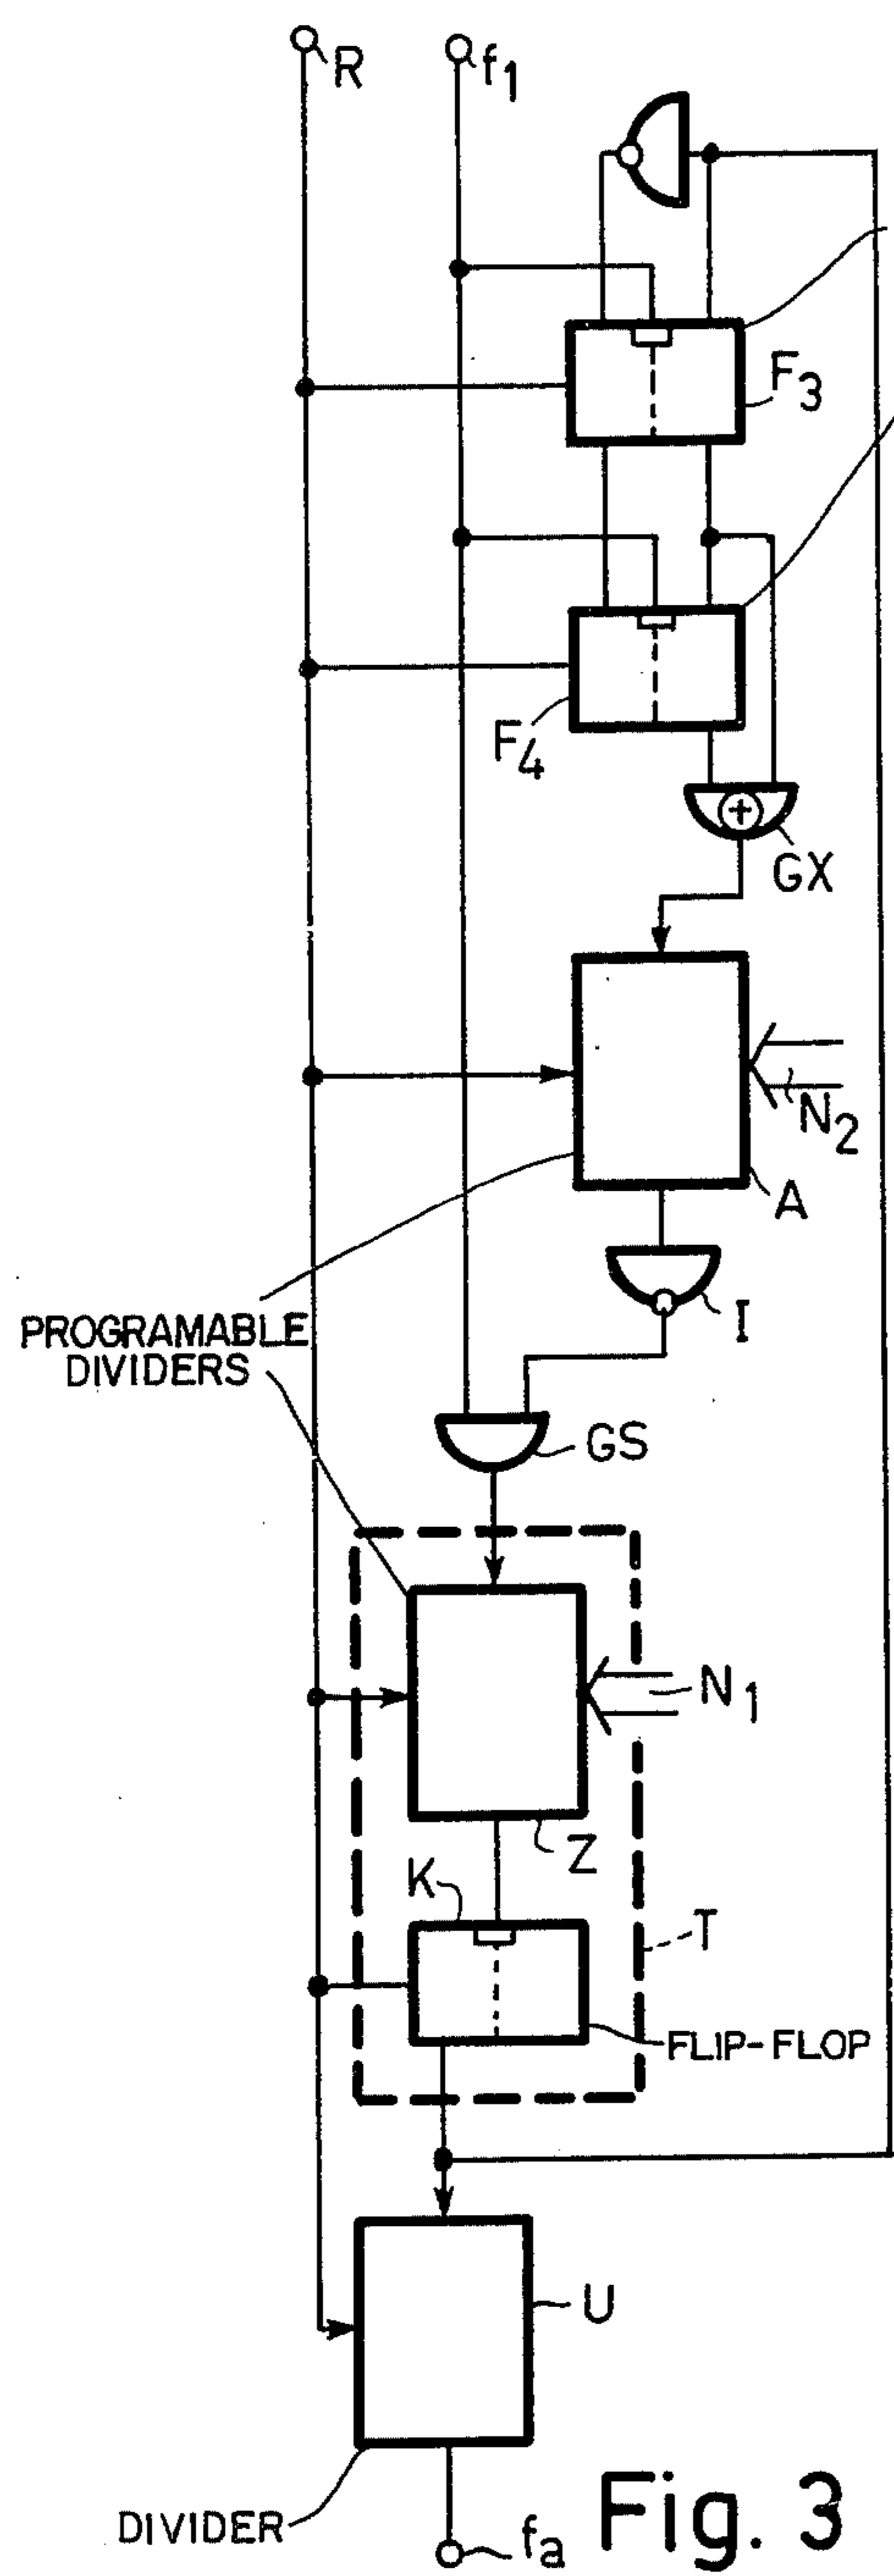 R
f1
F3
F4
GX
N2
A
I
PROGRAMABLE
DIVIDERS
GS
N1
Z
K
T
FLIP-FLOP
U
DIVIDER
fa
Fig. 3